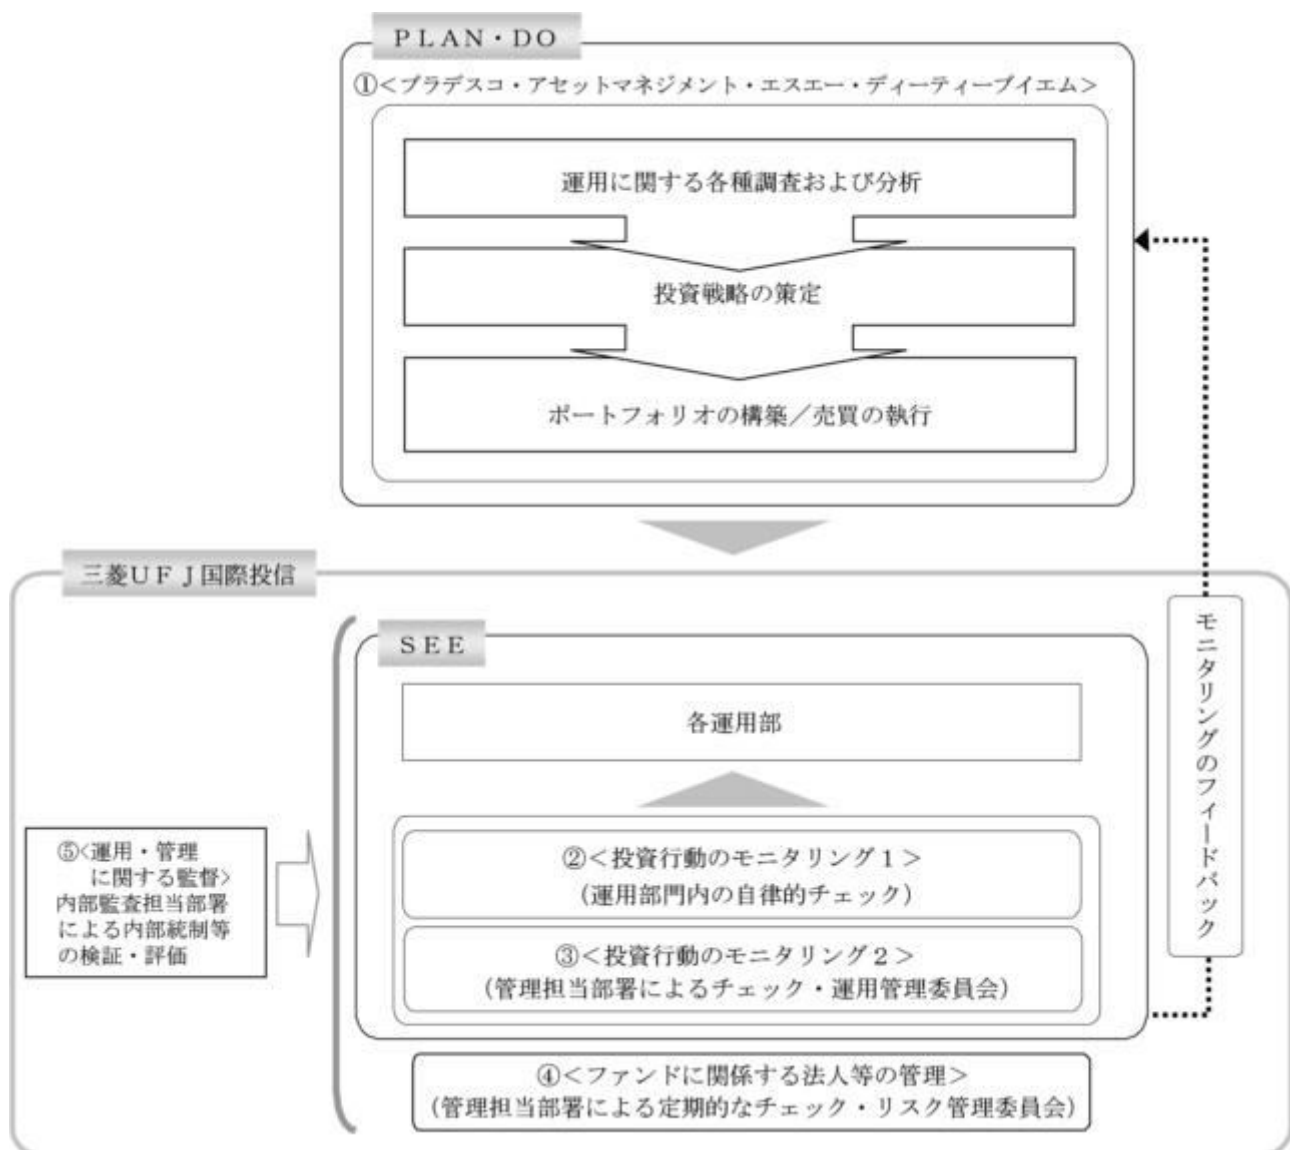 PLAN・DO
①＜ブラデスコ・アセットマネジメント・エスエー・ディーティーブイエム＞
運用に関する各種調査および分析
投資戦略の策定
ポートフォリオの構築／売買の執行
三菱UFJ国際投信
SEE
各運用部
②＜投資行動のモニタリング１＞
（運用部門内の自律的チェック）
③＜投資行動のモニタリング２＞
（管理担当部署によるチェック・運用管理委員会）
④＜ファンドに関係する法人等の管理＞
（管理担当部署による定期的なチェック・リスク管理委員会）
⑤＜運用・管理
に関する監督＞
内部監査担当部署
による内部統制等
の検証・評価
モニタリングのフィードバック